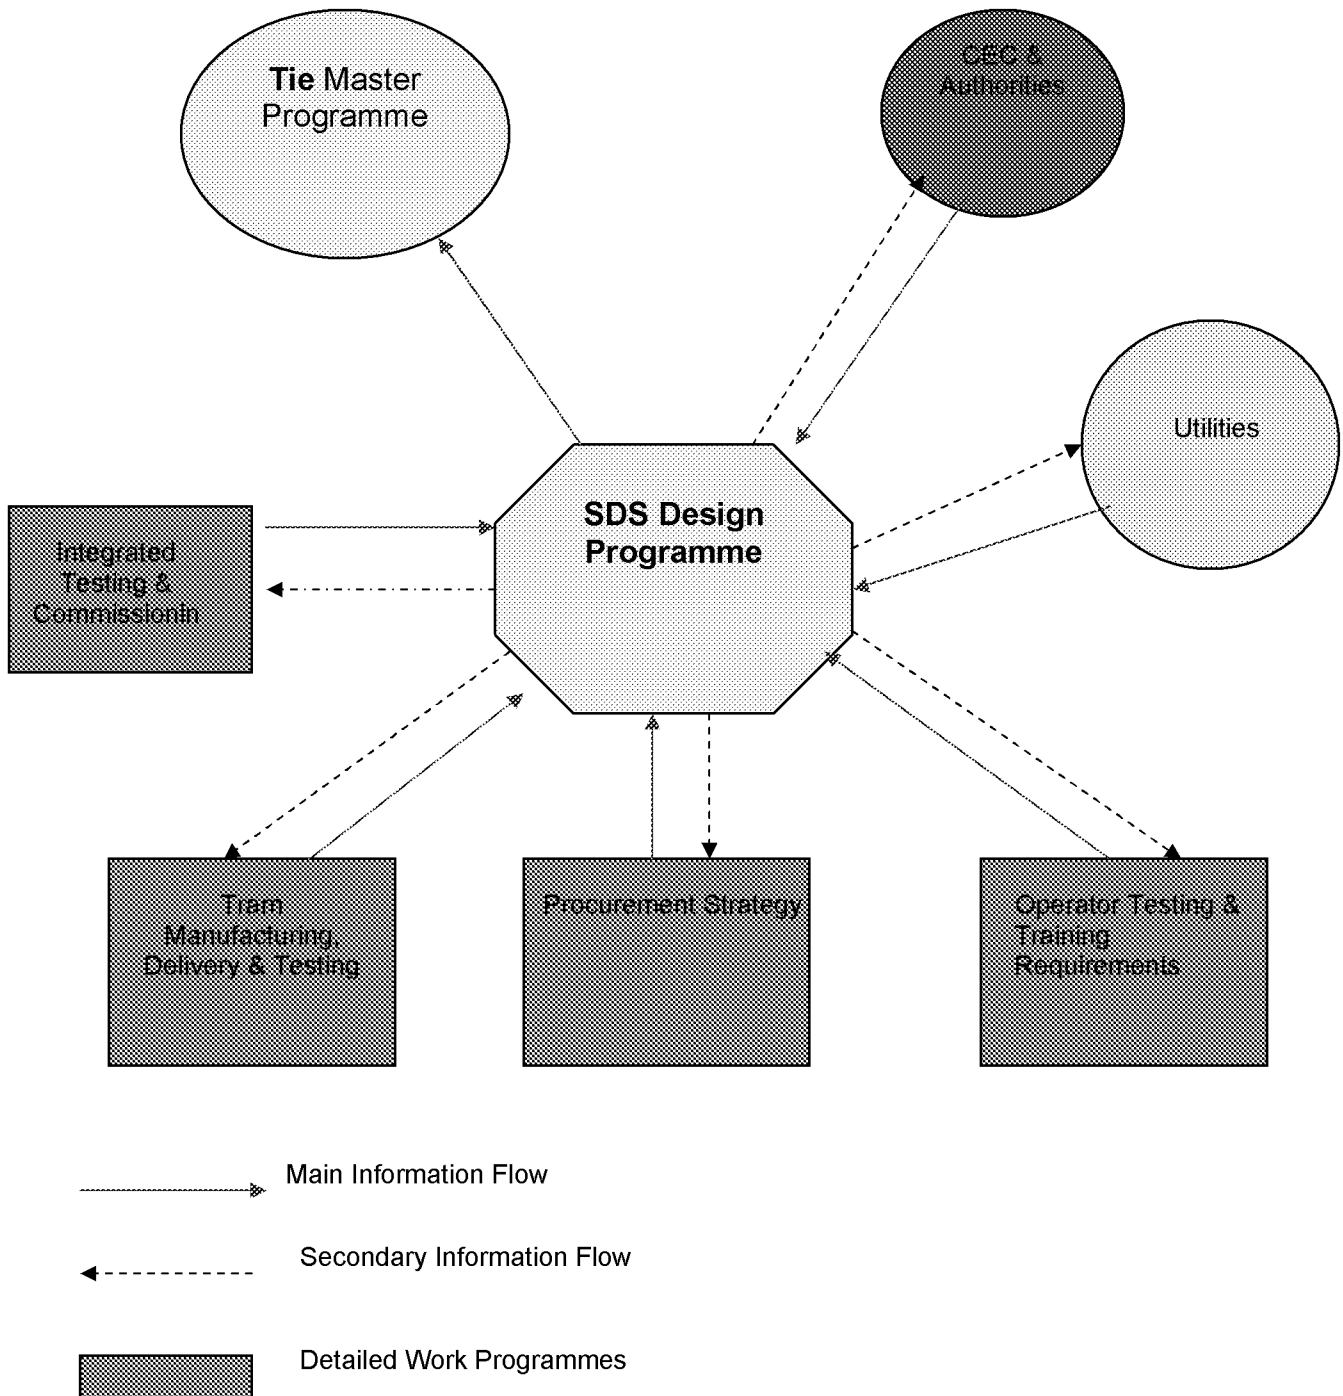 Tie Master
Programme
CEC &
Authorities
Utilities
SDS Design
Programme
Integrated
Testing &
CommissionIn
Tram
Manufacturing,
Delivery & Testing
Procurement Strategy
Operator Testing &
Training
Requirements
Main Information Flow
Secondary Information Flow
Detailed Work Programmes